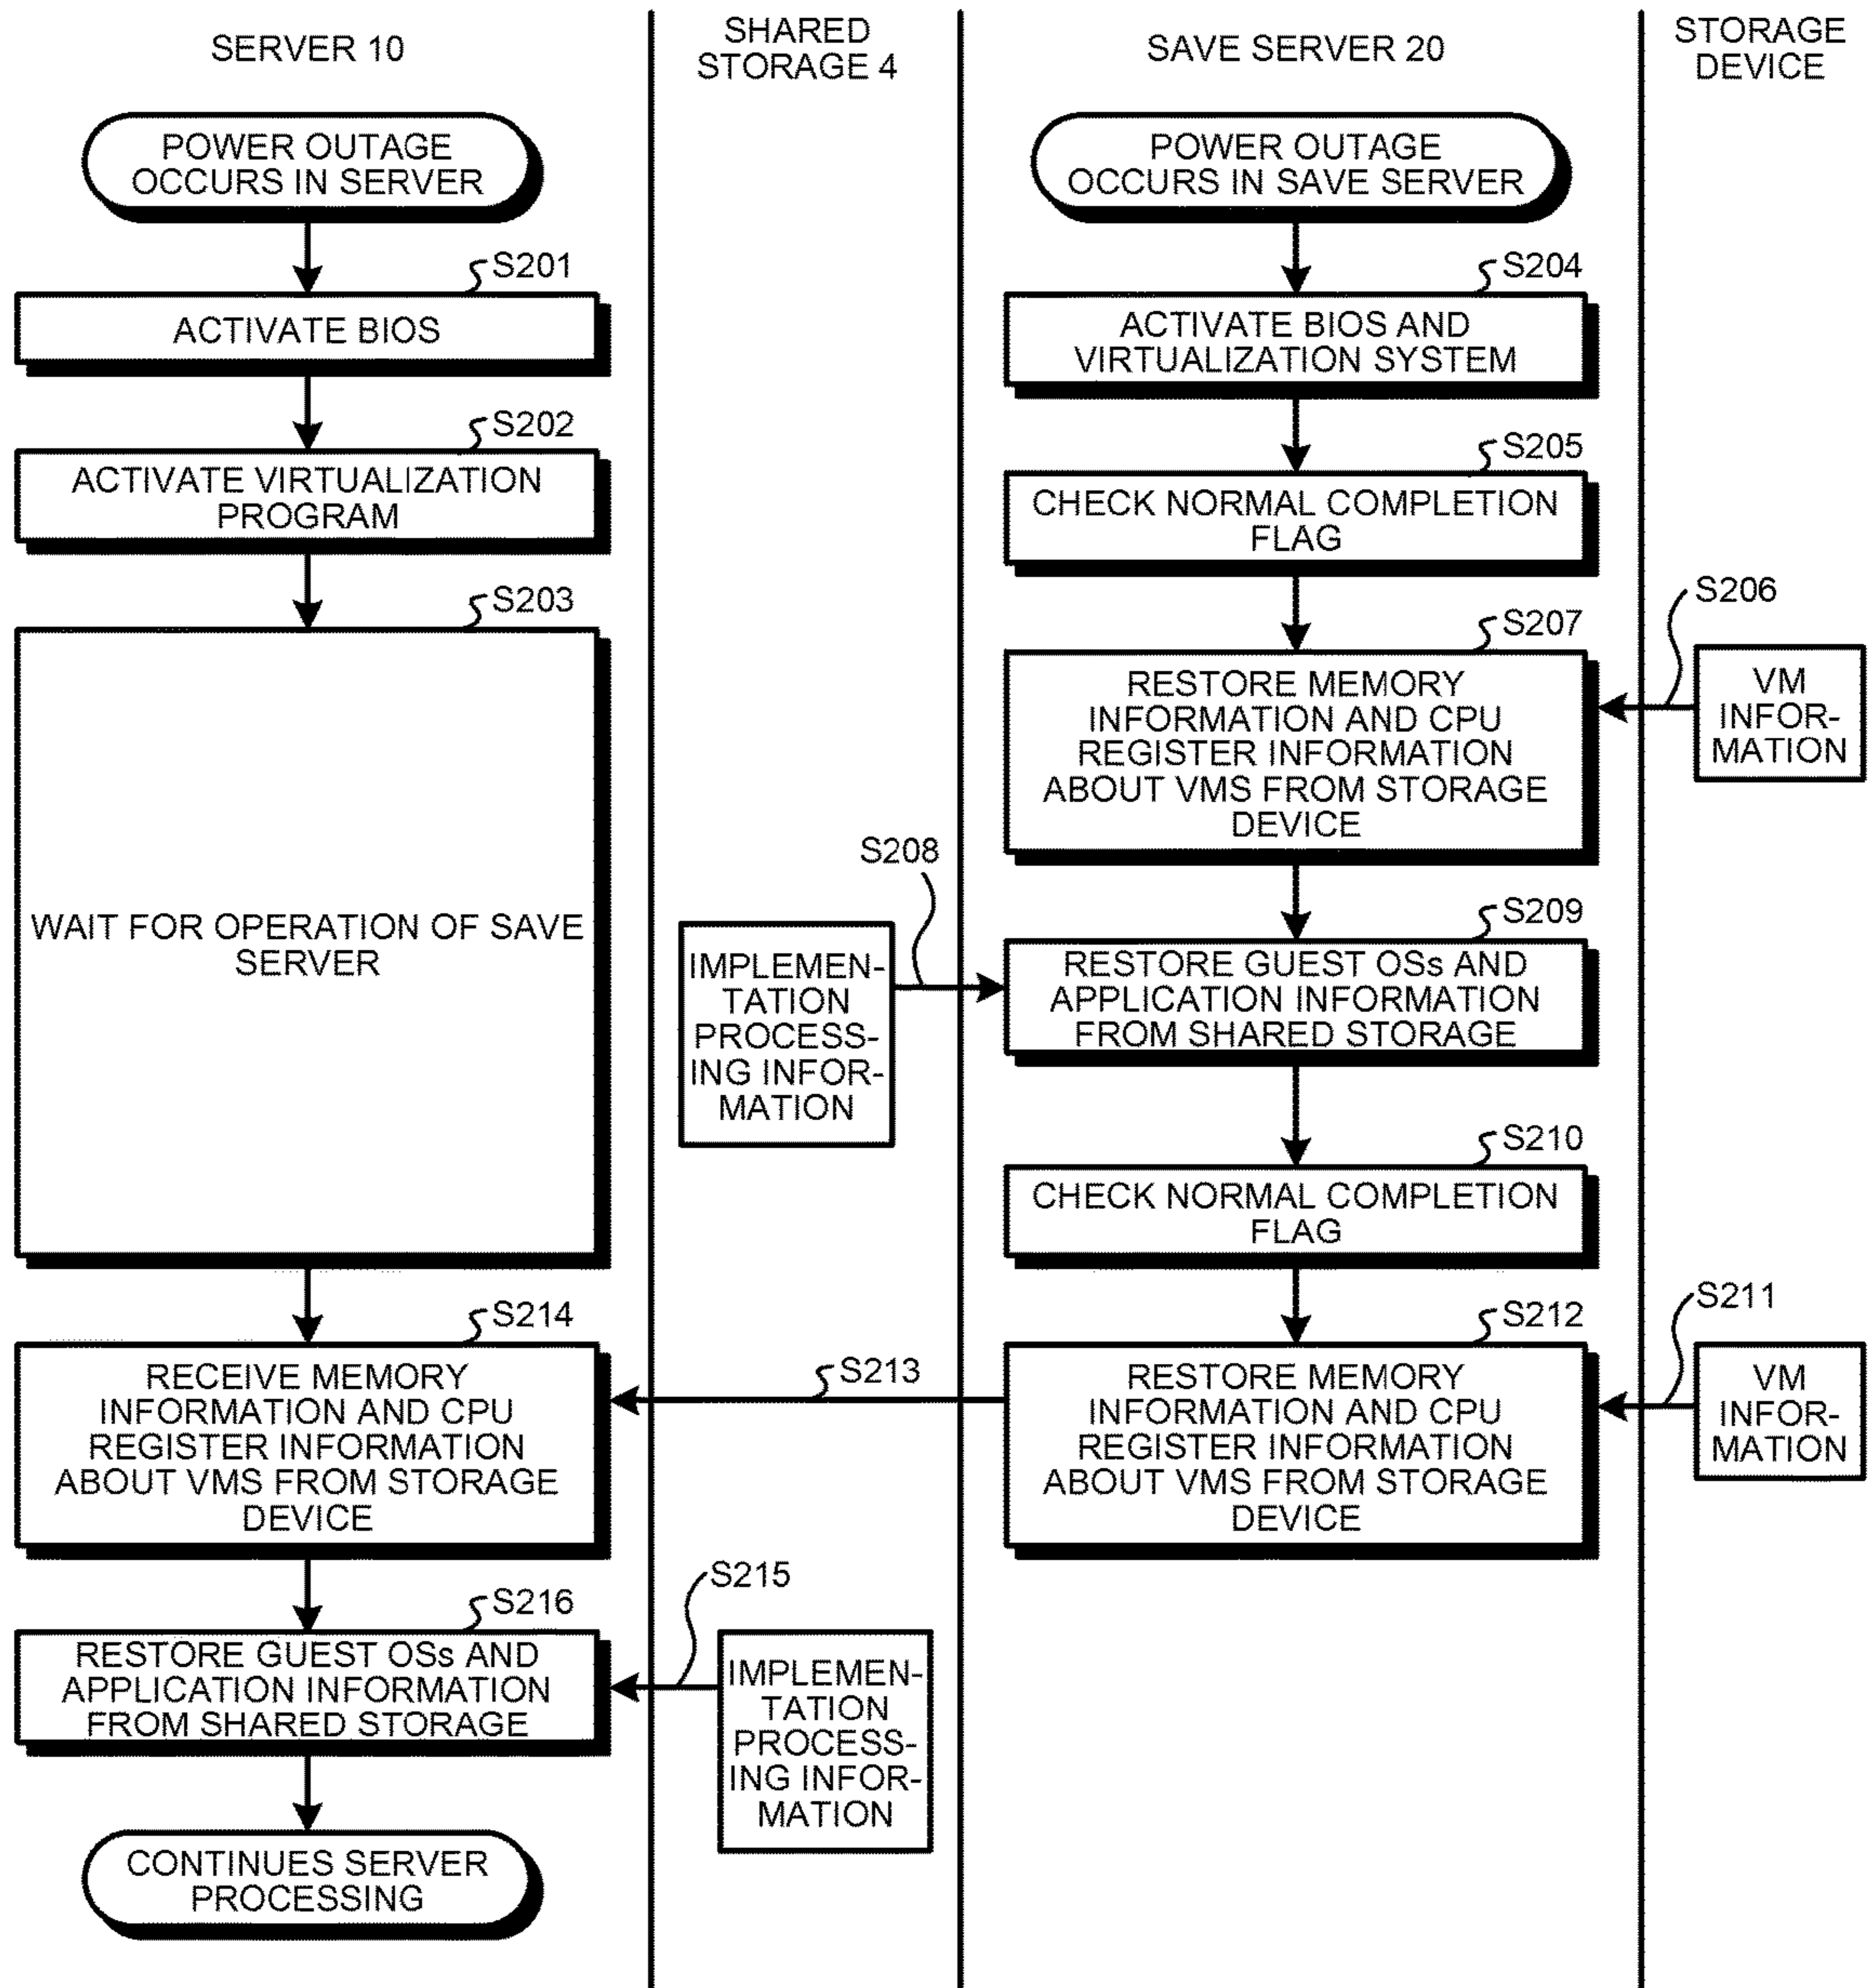 SERVER 10
SHARED
STORAGE 4
SAVE SERVER 20
STORAGE
DEVICE
POWER OUTAGE
OCCURS IN SERVER
S201
ACTIVATE BIOS
S202
ACTIVATE VIRTUALIZATION
PROGRAM
S203
WAIT FOR OPERATION OF SAVE
SERVER
POWER OUTAGE
OCCURS IN SAVE SERVER
S204
ACTIVATE BIOS AND
VIRTUALIZATION SYSTEM
S205
CHECK NORMAL COMPLETION
FLAG
S206
VM
INFOR-
MATION
S207
RESTORE MEMORY
INFORMATION AND CPU
REGISTER INFORMATION
ABOUT VMS FROM STORAGE
DEVICE
S208
IMPLEMEN-
TATION
PROCESS-
ING INFOR-
MATION
S209
RESTORE GUEST OSs AND
APPLICATION INFORMATION
FROM SHARED STORAGE
S210
CHECK NORMAL COMPLETION
FLAG
S211
VM
INFOR-
MATION
S212
RESTORE MEMORY
INFORMATION AND CPU
REGISTER INFORMATION
ABOUT VMS FROM STORAGE
DEVICE
S213
S214
RECEIVE MEMORY
INFORMATION AND CPU
REGISTER INFORMATION
ABOUT VMS FROM STORAGE
DEVICE
S215
IMPLEMEN-
TATION
PROCESS-
ING INFOR-
MATION
S216
RESTORE GUEST OSs AND
APPLICATION INFORMATION
FROM SHARED STORAGE
CONTINUES SERVER
PROCESSING